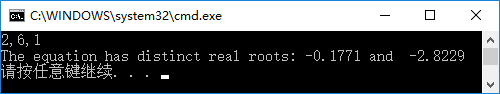 C:\WINDOWS\system32\cmd.exe
2,6,1
The equation has distinct real roots: -0.1771 and  -2.8229
请按任意键继续. . .